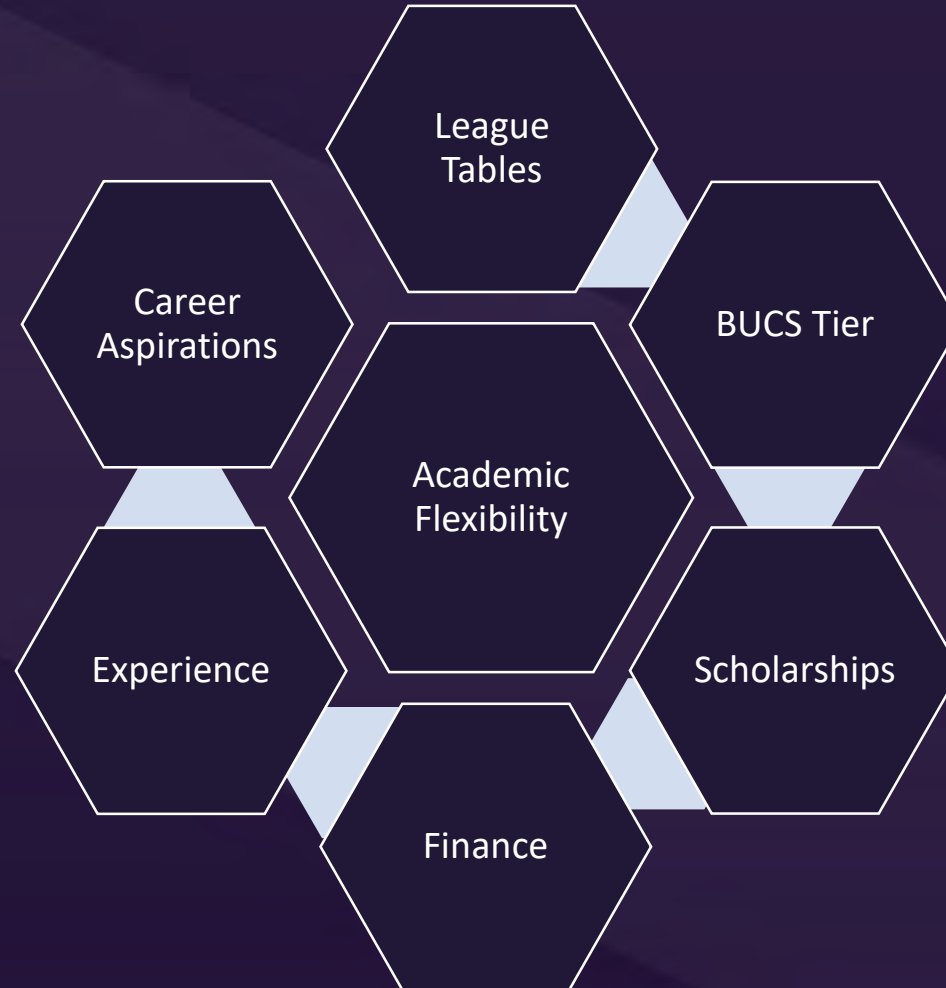 League
Tables
Career
Aspirations
BUCS Tier
Academic
Flexibility
Experience
Scholarships
Finance